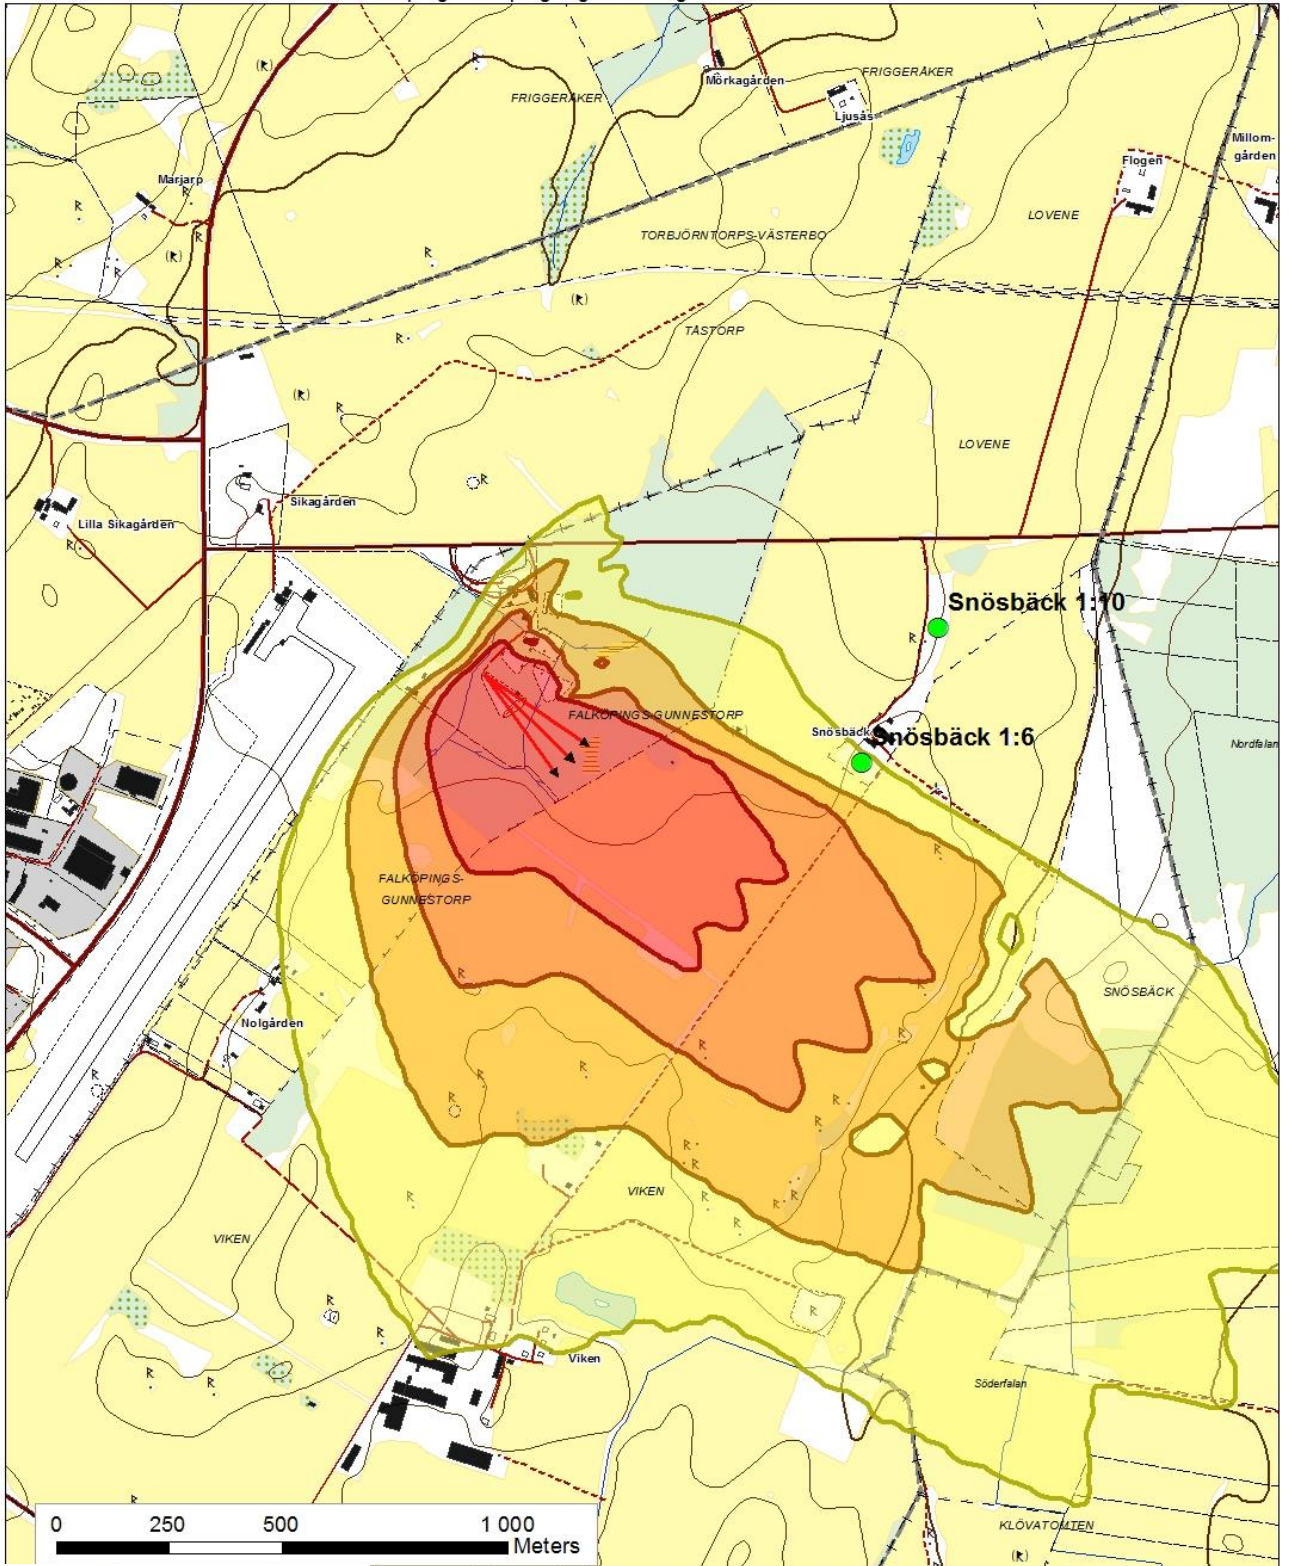 (R)
R
FRIGGERÅKER
Mörkagården
FRIGGERÅKER
Ljusås
Millom-
gården
Flogen
Marjarp
R
R
R
LOVENE
TORBJÖRNTORPS-VÄSTERBO
(R)
R
R
R
(R)
R
TÅSTORP
(R)
R
LOVENE
R
Sikagården
Lilla Sikagården
R
Snösbäck 1:10
R
FALKÖPINGS-GUNNESTORP
(R)
Snösbäck
Snösbäck 1:6
Nordfalan
R
FALKÖPINGS-
GUNNESTORP
R
R
SNÖSBÄCK
Nolgården
R
R
R
R
R
R
R
R
R
R
R
VIKEN
R
R
R
R
R
VIKEN
R
R
R
Viken
R
R
Söderfalan
KLÖVATOMTEN
R
(R)
0 250 500 1 000
Meters